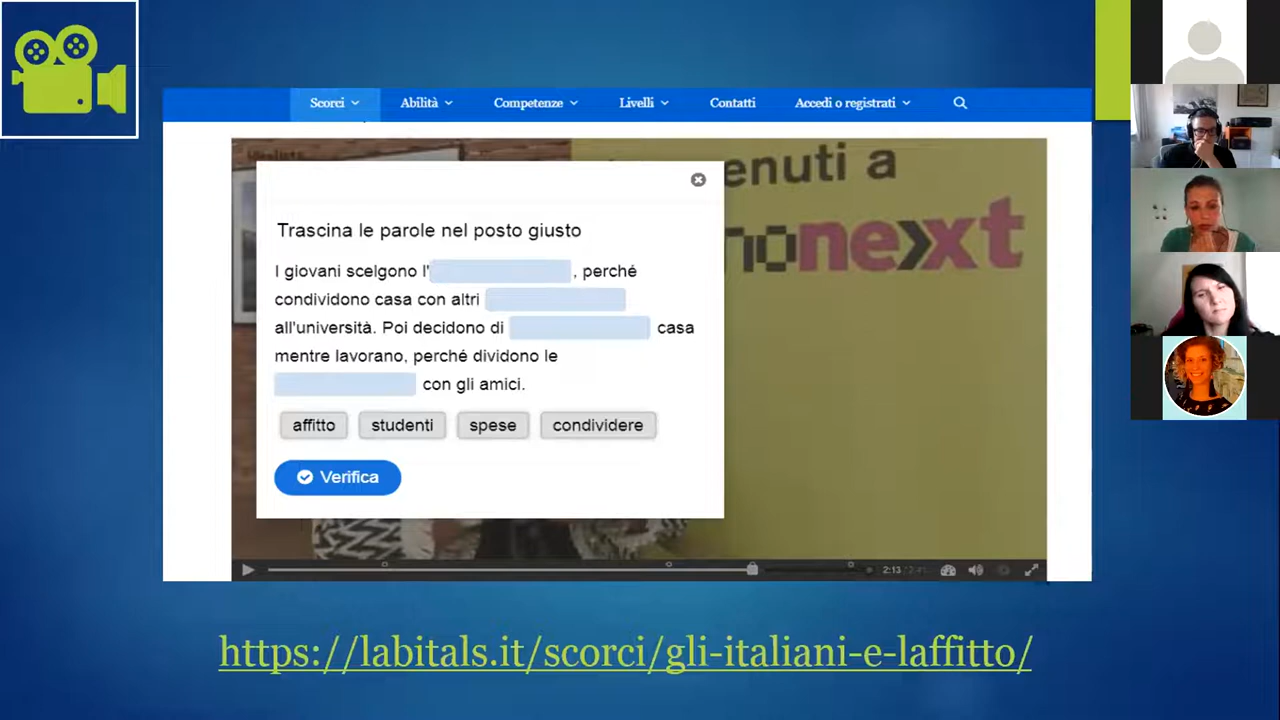 Scorci
Abilità
Competenze
Livelli
Contatti
Accedi o registrati
enuti a
nonexxt
Trascina le parole nel posto giusto
I giovani scelgono l' , perché
condividono casa con altri
all'università. Poi decidono di casa
mentre lavorano, perché dividono le
con gli amici.
affitto studenti spese condividere
Verifica
2:13
https://labitals.it/scorci/gli-italiani-e-laffitto/